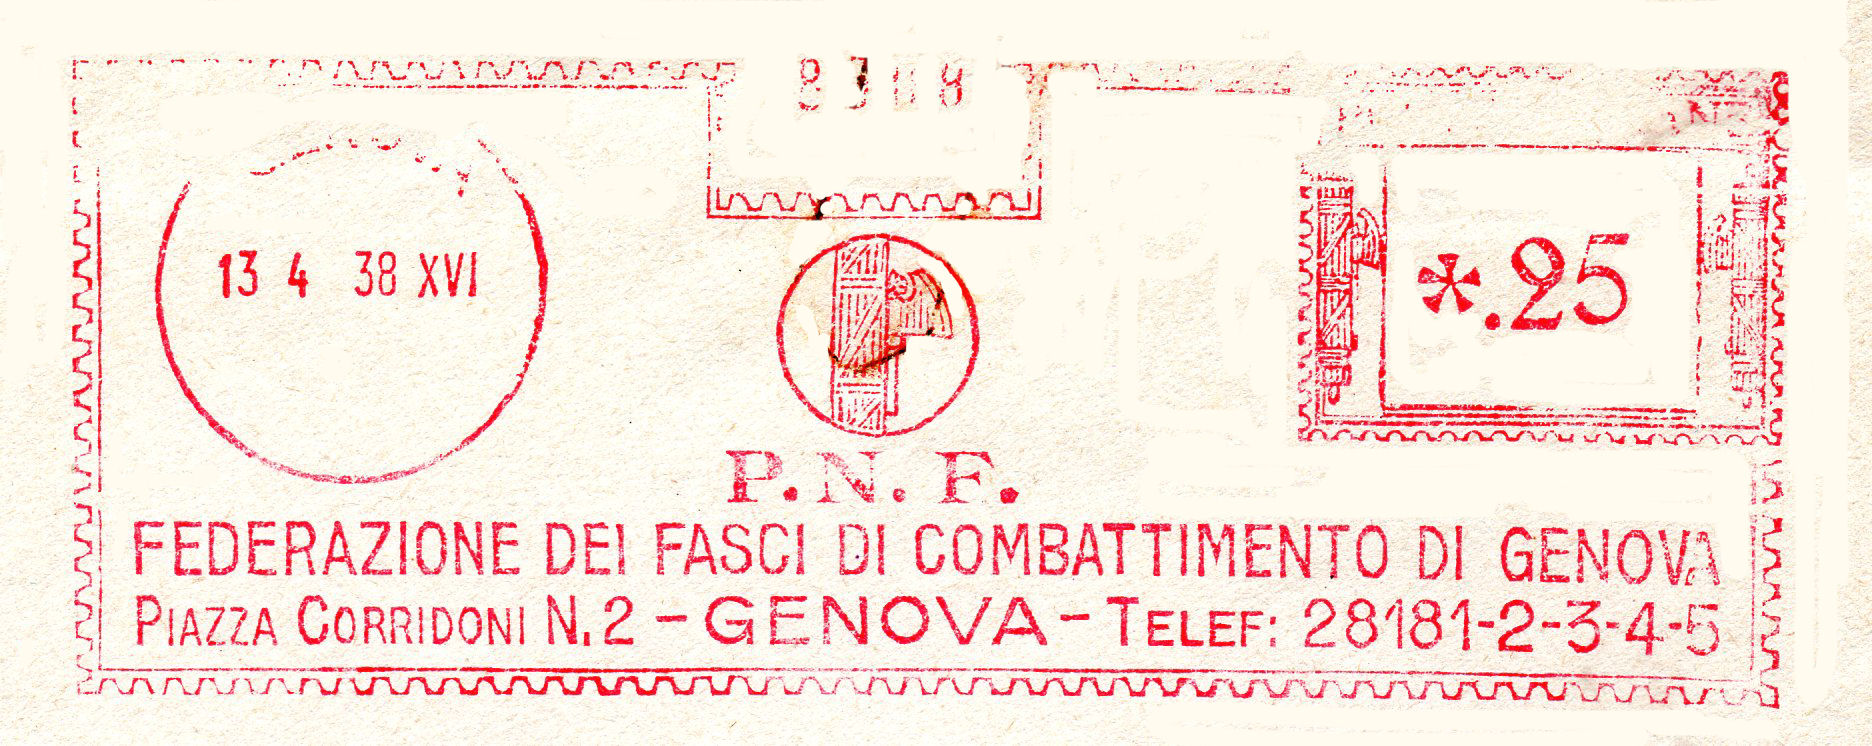 13 4 38 XVI
*.25
P. N. F.
FEDERAZIONE DEI FASCI DI COMBATTIMENTO DI GENOVA
PIAZZA CORRIDONI N.2 - GENOVA - TELEF: 28181-2-3-4-5